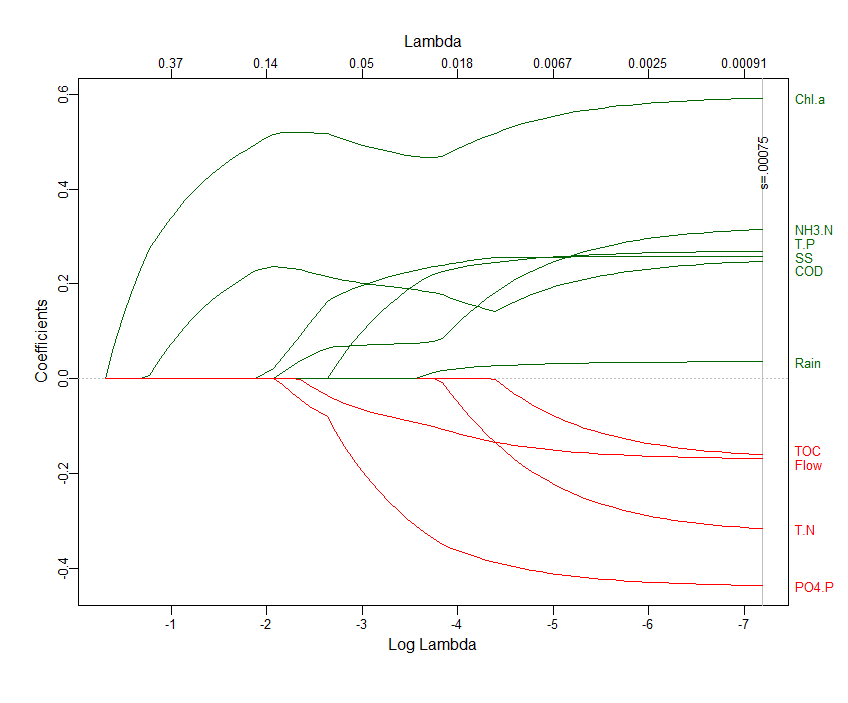 Lambda
0.37 0.14 0.05 0.018 0.0067 0.0025 0.00091
0.6
0.4
0.2
0.0
-0.2
-0.4
Coefficients
s=.00075
Chl.a
NH3.N
T.P
SS
COD
Rain
TOC
Flow
T.N
PO4.P
-1 -2 -3 -4 -5 -6 -7
Log Lambda